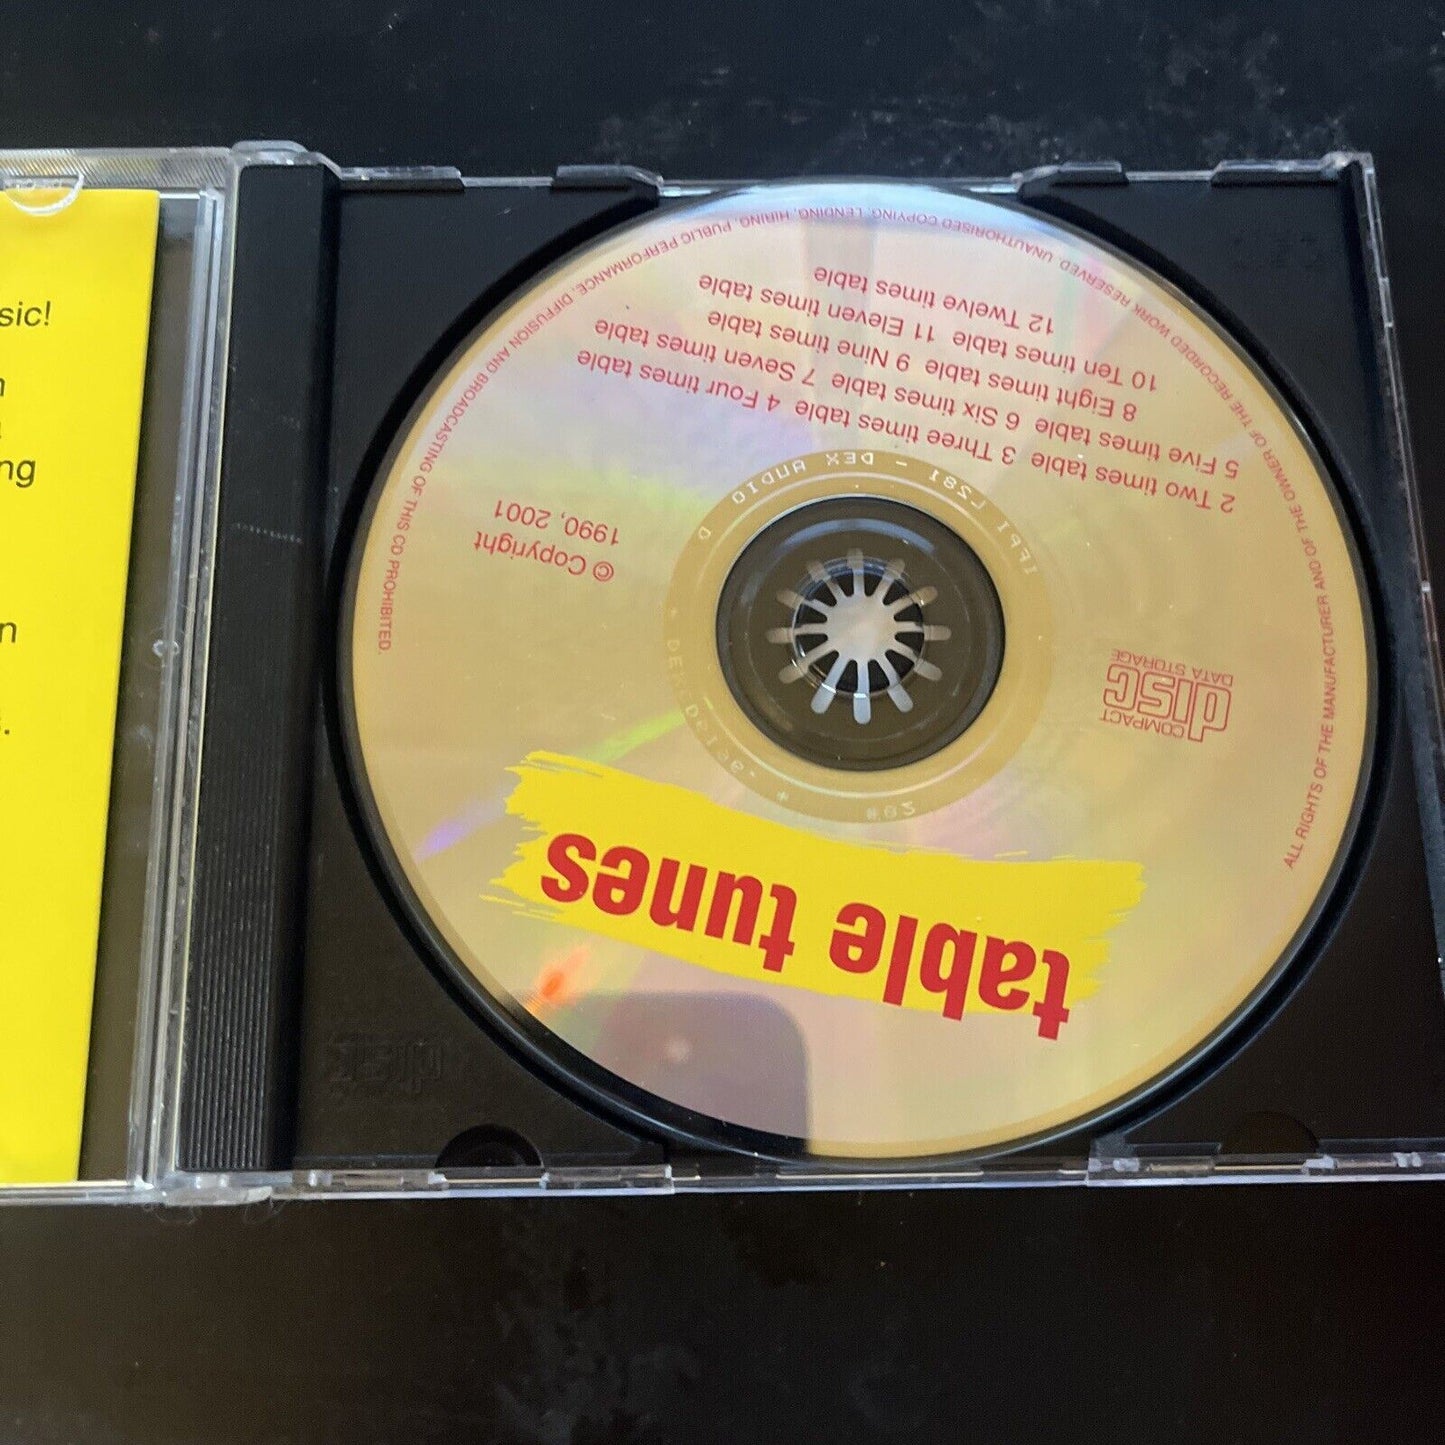 sic!
n
ng
n
s.
table tunes
COMPACT
disc
DATA STORAGE
© Copyright
1990, 2001
2 Two times table 3 Three times table 4 Four times table
5 Five times table 6 Six times table 7 Seven times table
8 Eight times table 9 Nine times table
10 Ten times table 11 Eleven times table
12 Twelve times table
ALL RIGHTS OF THE MANUFACTURER AND OF THE OWNER OF THE RECORDED WORK RESERVED. UNAUTHORISED COPYING, LENDING, HIRING, PUBLIC PERFORMANCE, DIFFUSION AND BROADCASTING OF THIS CD PROHIBITED.
IFPI L281 - DEX AUDIO
disc